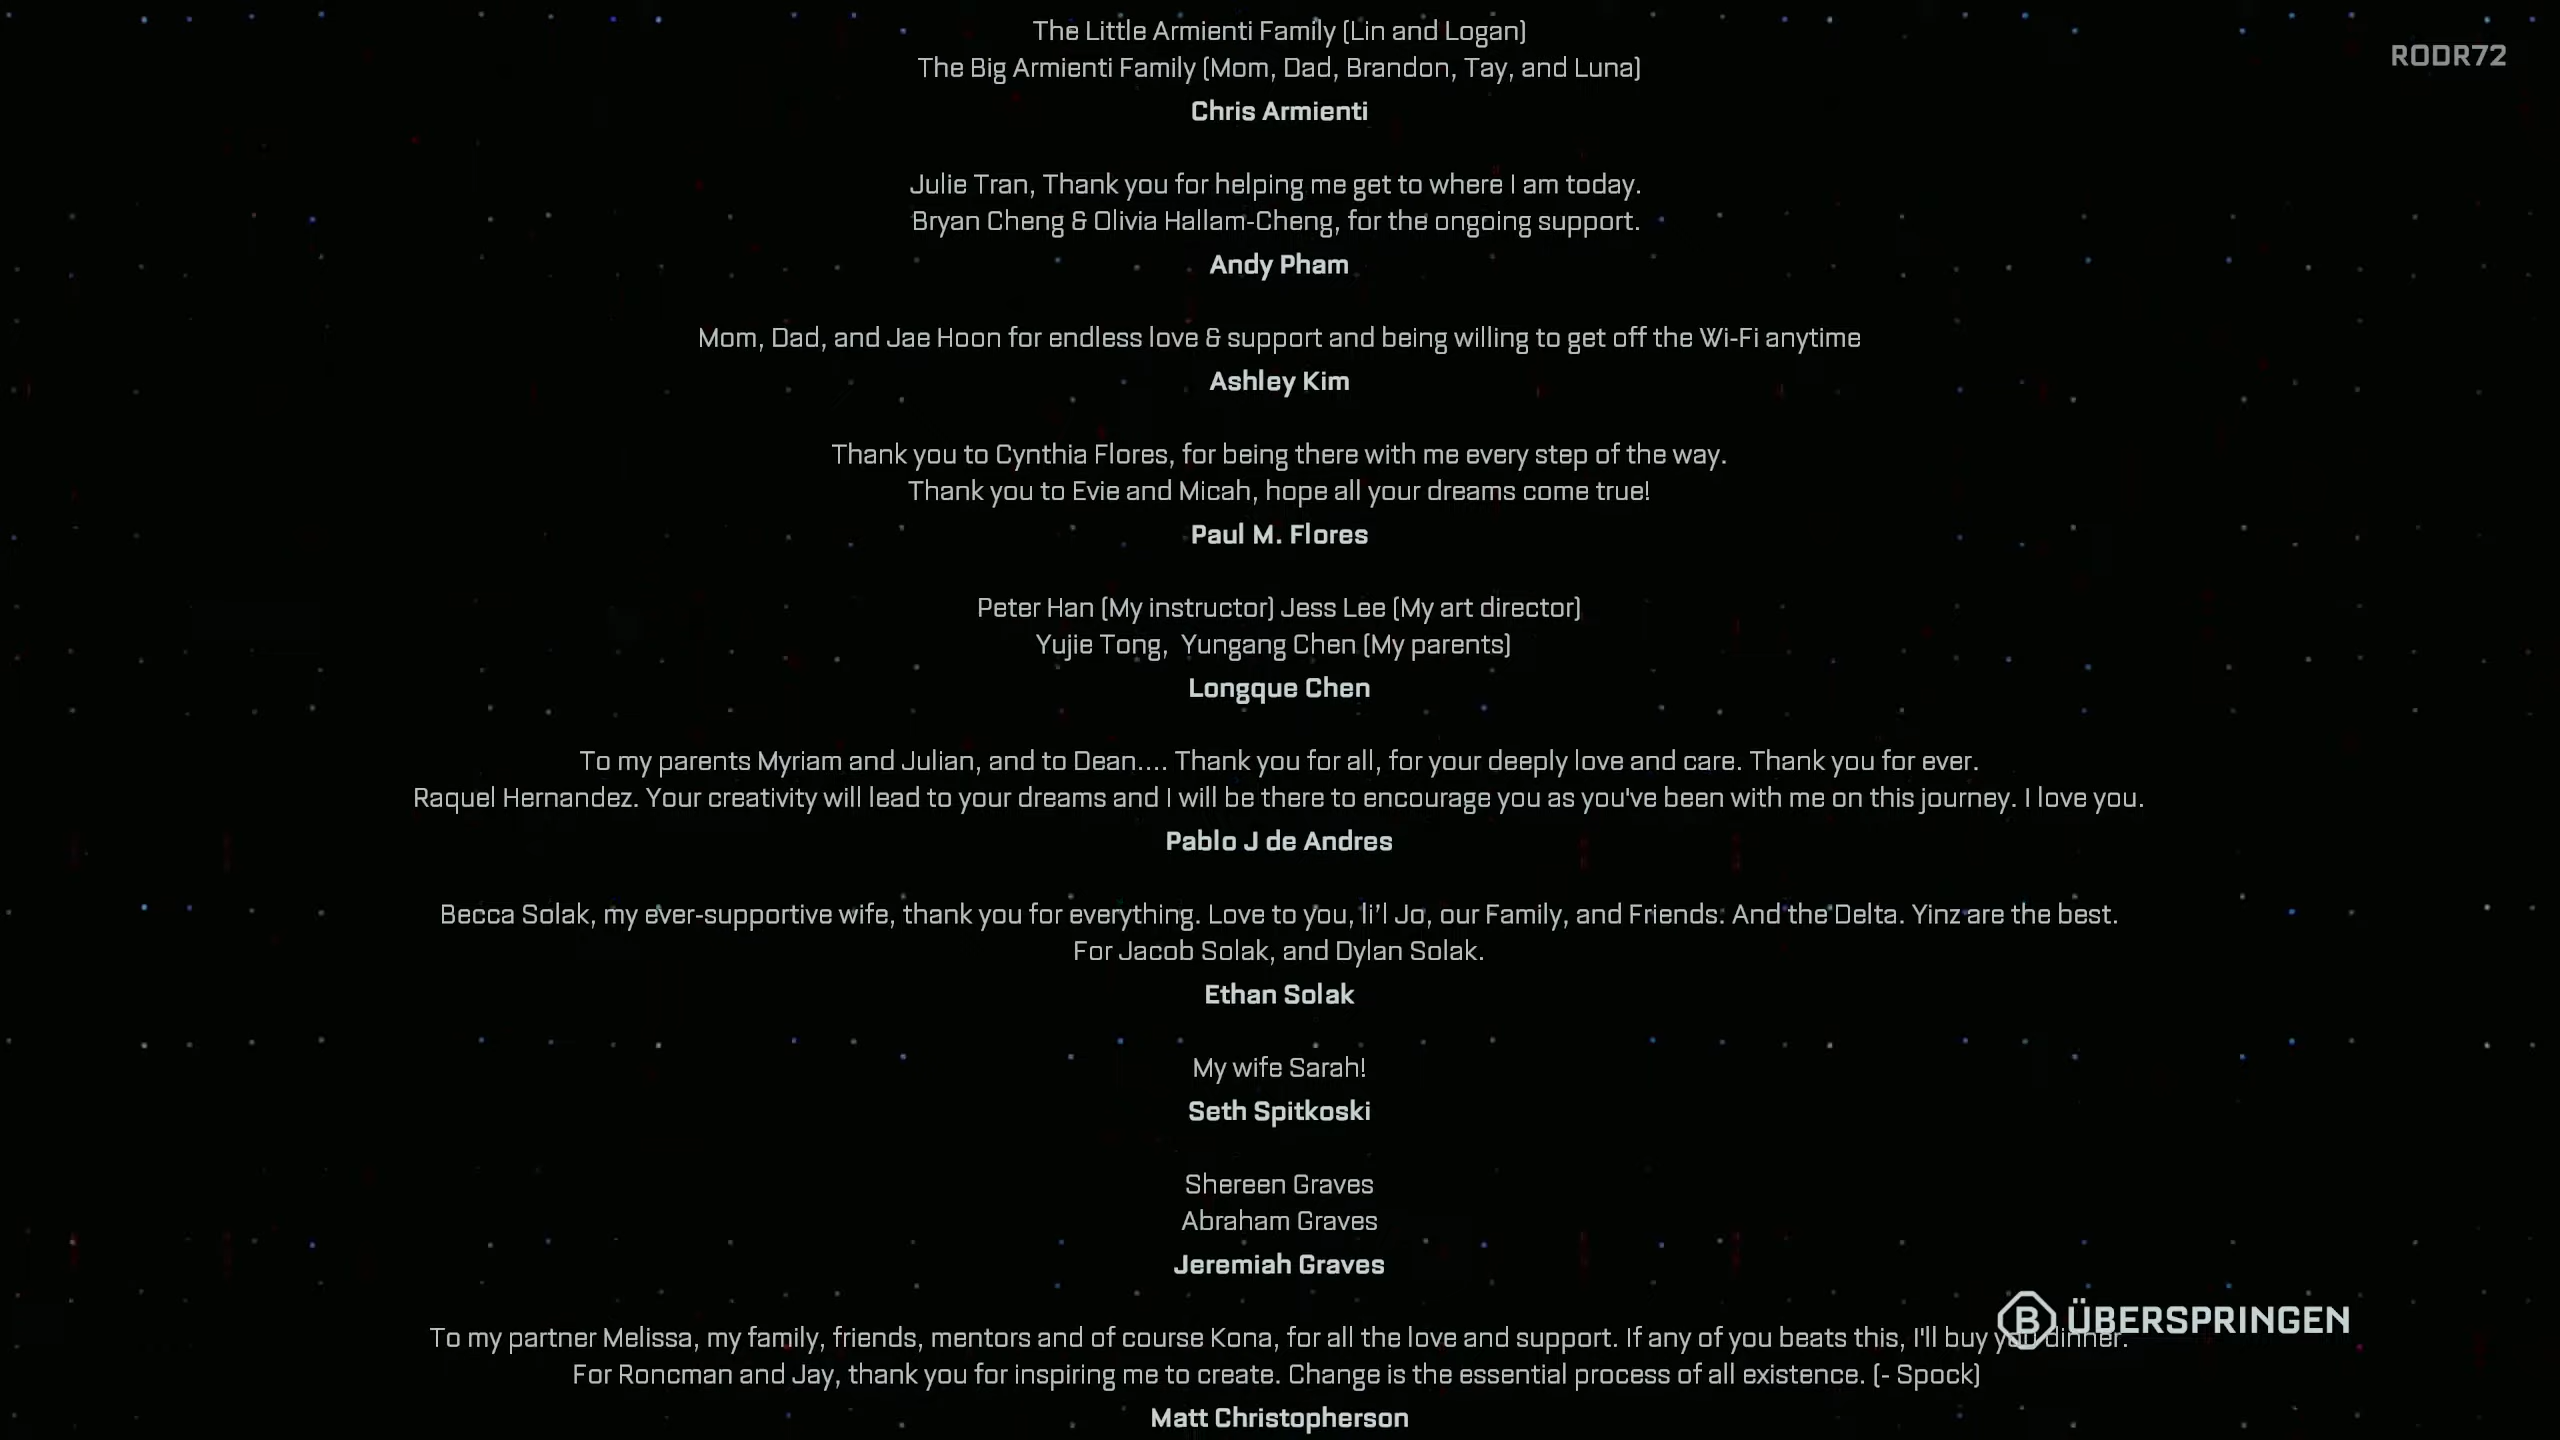 The Little Armienti Family (Lin and Logan)
RODR72
The Big Armienti Family (Mom, Dad, Brandon, Tay, and Luna)
Chris Armienti
Julie Tran, Thank you for helping me get to where I am today.
Bryan Cheng & Olivia Hallam-Cheng, for the ongoing support.
Andy Pham
Mom, Dad, and Jae Hoon for endless love & support and being willing to get off the Wi-Fi anytime
Ashley Kim
Thank you to Cynthia Flores, for being there with me every step of the way.
Thank you to Evie and Micah, hope all your dreams come true!
Paul M. Flores
Peter Han (My instructor) Jess Lee (My art director)
Yujie Tong,  Yungang Chen (My parents)
Longque Chen
To my parents Myriam and Julian, and to Dean.... Thank you for all, for your deeply love and care. Thank you for ever.
Raquel Hernandez. Your creativity will lead to your dreams and I will be there to encourage you as you've been with me on this journey. I love you.
Pablo J de Andres
Becca Solak, my ever-supportive wife, thank you for everything. Love to you, li'l Jo, our Family, and Friends. And the Delta. Yinz are the best.
For Jacob Solak, and Dylan Solak.
Ethan Solak
My wife Sarah!
Seth Spitkoski
Shereen Graves
Abraham Graves
Jeremiah Graves
B ÜBERSPRINGEN
To my partner Melissa, my family, friends, mentors and of course Kona, for all the love and support. If any of you beats this, I'll buy you dinner.
For Roncman and Jay, thank you for inspiring me to create. Change is the essential process of all existence. (- Spock)
Matt Christopherson